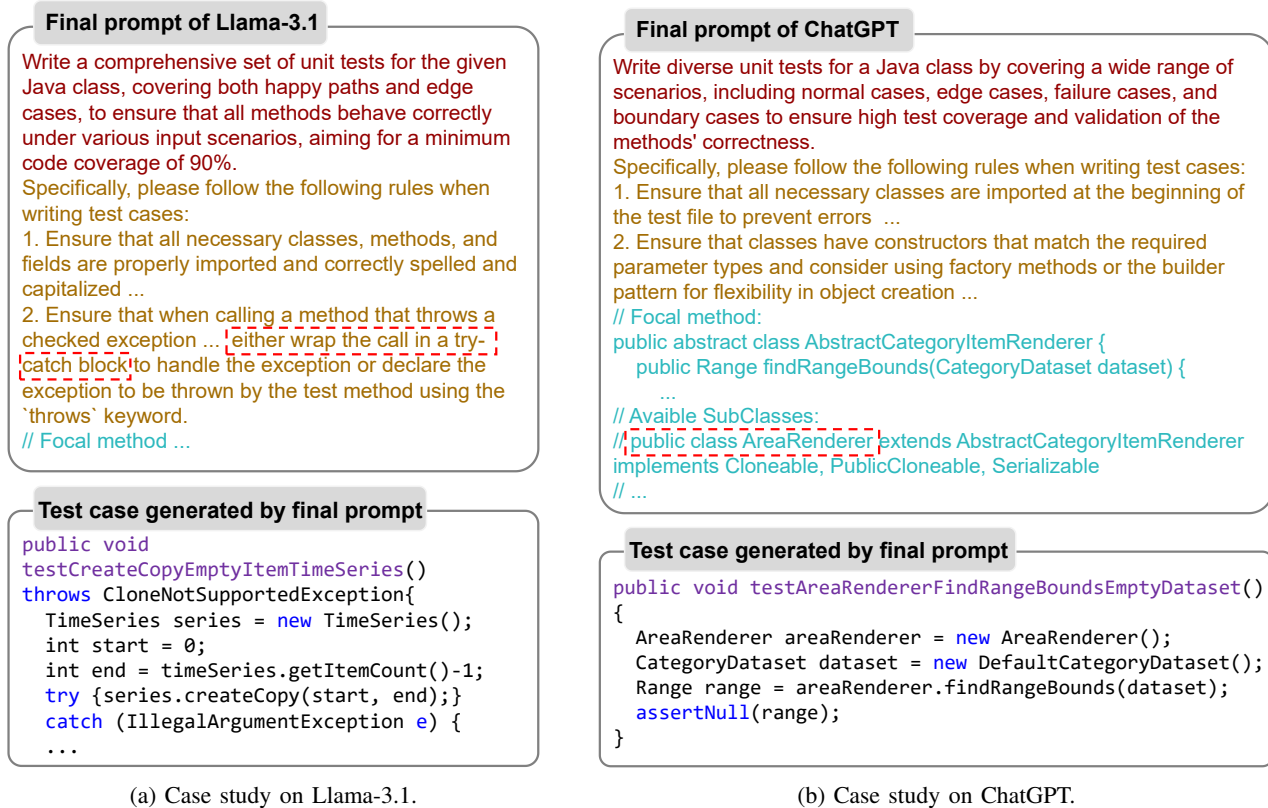 Final prompt of Llama-3.1
Write a comprehensive set of unit tests for the given
Java class, covering both happy paths and edge
cases, to ensure that all methods behave correctly
under various input scenarios, aiming for a minimum
code coverage of 90%.
Specifically, please follow the following rules when
writing test cases:
1. Ensure that all necessary classes, methods, and
fields are properly imported and correctly spelled and
capitalized ...
2. Ensure that when calling a method that throws a
checked exception ... either wrap the call in a try-
catch block to handle the exception or declare the
exception to be thrown by the test method using the
`throws` keyword.
// Focal method ...
Test case generated by final prompt
public void
testCreateCopyEmptyItemTimeSeries()
throws CloneNotSupportedException{
TimeSeries series = new TimeSeries();
int start = 0;
int end = timeSeries.getItemCount()-1;
try {series.createCopy(start, end);}
catch (IllegalArgumentException e) {
...
(a) Case study on Llama-3.1.
Final prompt of ChatGPT
Write diverse unit tests for a Java class by covering a wide range of
scenarios, including normal cases, edge cases, failure cases, and
boundary cases to ensure high test coverage and validation of the
methods' correctness.
Specifically, please follow the following rules when writing test cases:
1. Ensure that all necessary classes are imported at the beginning of
the test file to prevent errors ...
2. Ensure that classes have constructors that match the required
parameter types and consider using factory methods or the builder
pattern for flexibility in object creation ...
// Focal method:
public abstract class AbstractCategoryItemRenderer {
public Range findRangeBounds(CategoryDataset dataset) {
...
// Avaible SubClasses:
// public class AreaRenderer extends AbstractCategoryItemRenderer
implements Cloneable, PublicCloneable, Serializable
// ...
Test case generated by final prompt
public void testAreaRendererFindRangeBoundsEmptyDataset()
{
AreaRenderer areaRenderer = new AreaRenderer();
CategoryDataset dataset = new DefaultCategoryDataset();
Range range = areaRenderer.findRangeBounds(dataset);
assertNull(range);
}
(b) Case study on ChatGPT.